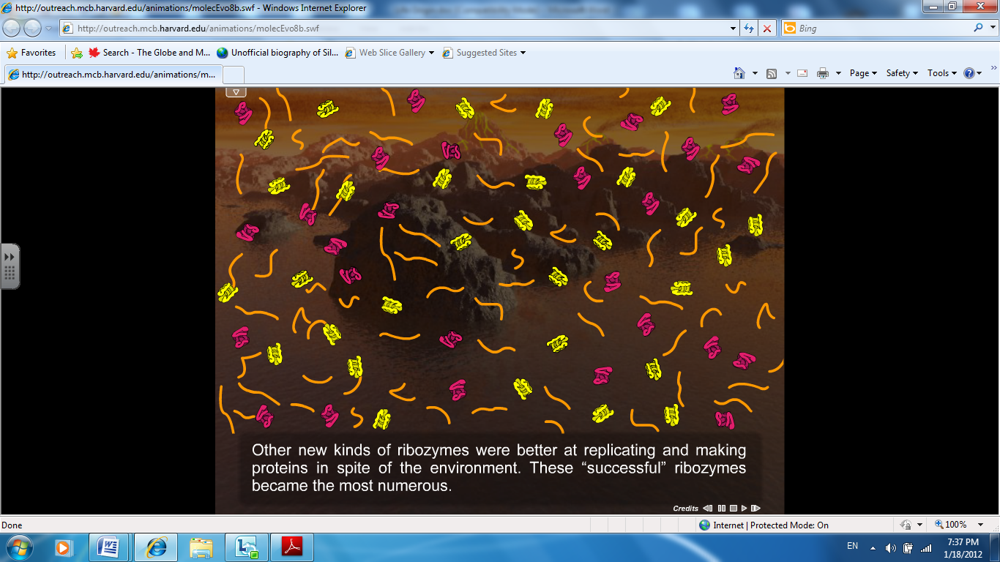 http://outreach.mcb.harvard.edu/animations/molecEvo8b.swf - Windows Internet Explorer
http://outreach.mcb.harvard.edu/animations/molecEvo8b.swf
Bing
Favorites
Search - The Globe and M...
Unofficial biography of Sil...
Web Slice Gallery
Suggested Sites
http://outreach.mcb.harvard.edu/animations/m...
Page
Safety
Tools
Other new kinds of ribozymes were better at replicating and making
proteins in spite of the environment. These “successful” ribozymes
became the most numerous.
Credits
Done
Internet | Protected Mode: On
100%
EN
7:37 PM
1/18/2012